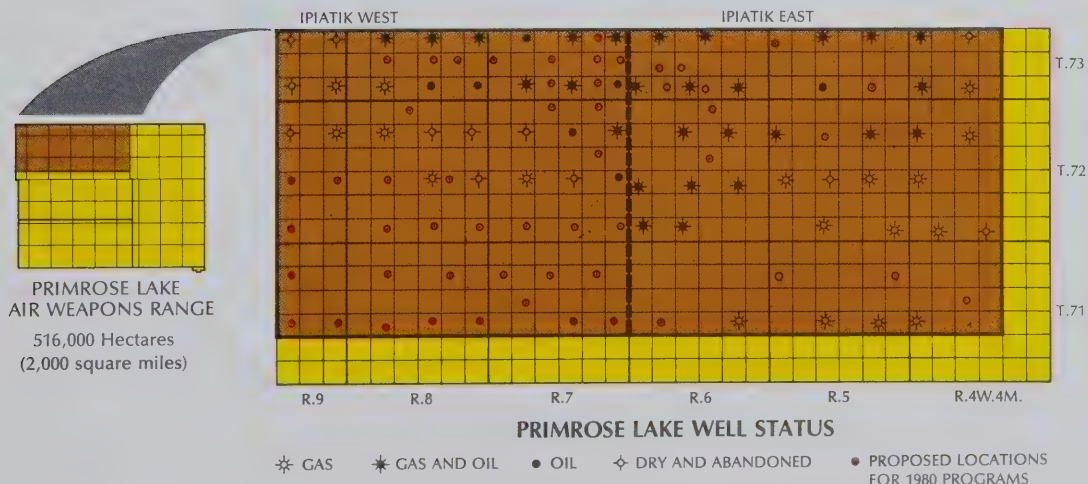 IPIATIK WEST
IPIATIK EAST
T.73
T.72
T.71
PRIMROSE LAKE
AIR WEAPONS RANGE
516,000 Hectares
(2,000 square miles)
R.9
R.8
R.7
R.6
R.5
R.4W.4M.
PRIMROSE LAKE WELL STATUS
GAS
GAS AND OIL
OIL
DRY AND ABANDONED
PROPOSED LOCATIONS
FOR 1980 PROGRAMS